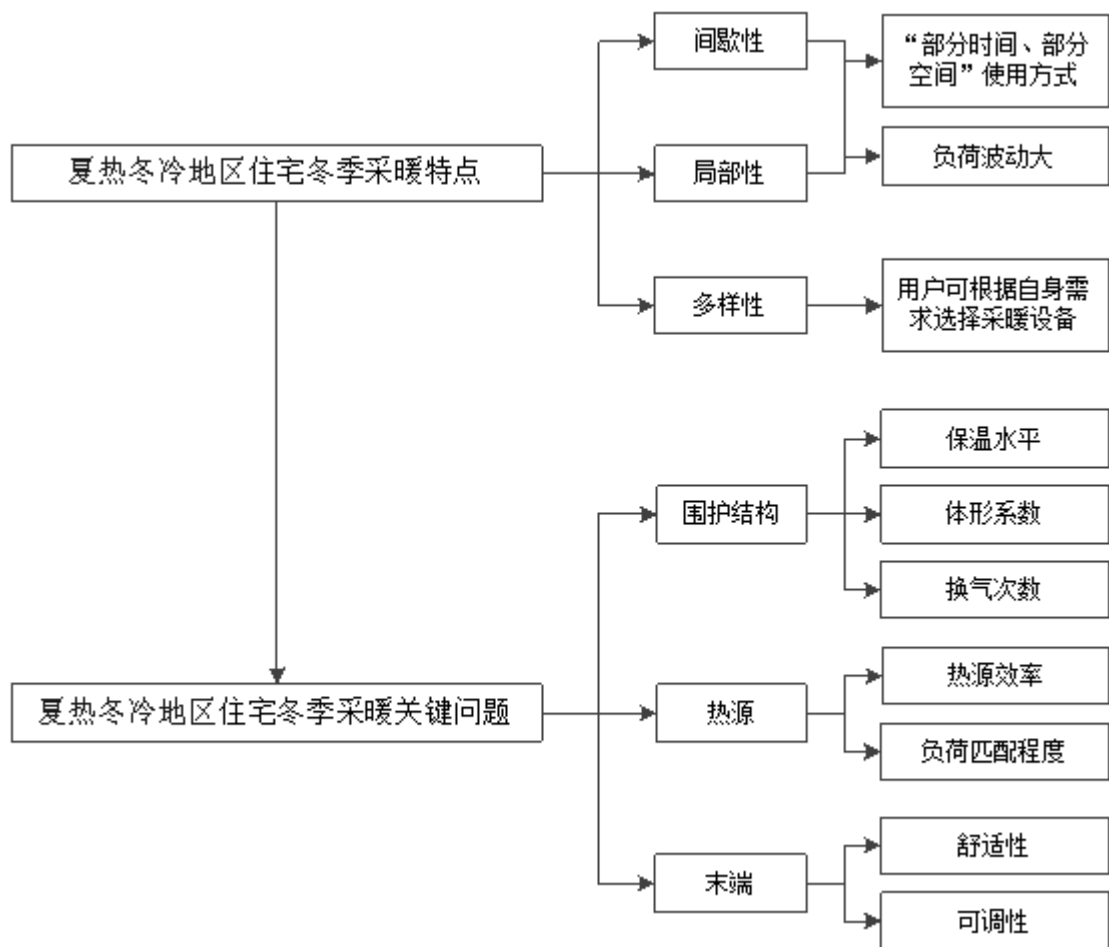 夏热冬冷地区住宅冬季采暖特点
间歇性
局部性
多样性
“部分时间、部分
空间”使用方式
负荷波动大
用户可根据自身需
求选择采暖设备
夏热冬冷地区住宅冬季采暖关键问题
围护结构
保温水平
体形系数
换气次数
热源
热源效率
负荷匹配程度
末端
舒适性
可调性